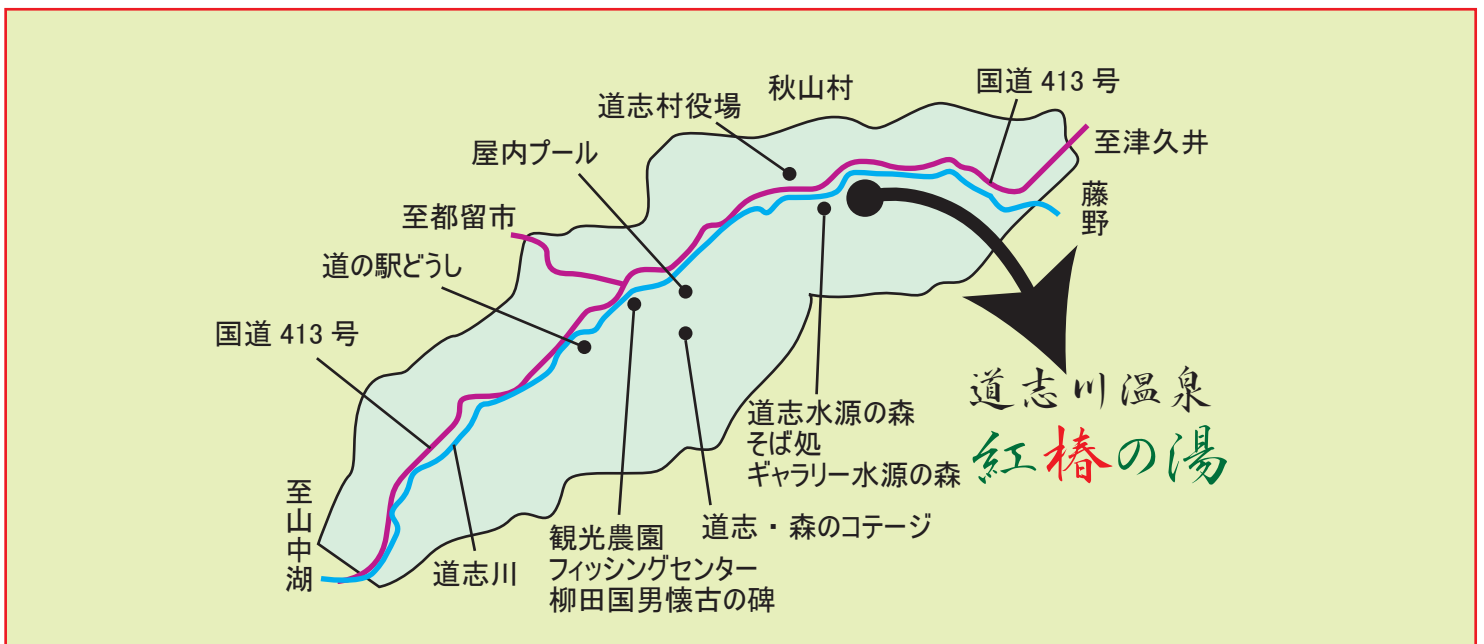 秋山村
国道 413 号
道志村役場
至津久井
屋内プール
藤野
至都留市
道の駅どうし
国道 413 号
道志川温泉
紅椿の湯
道志水源の森
そば処
ギャラリー水源の森
道志・森のコテージ
観光農園
フィッシングセンター
柳田国男懐古の碑
道志川
至山中湖